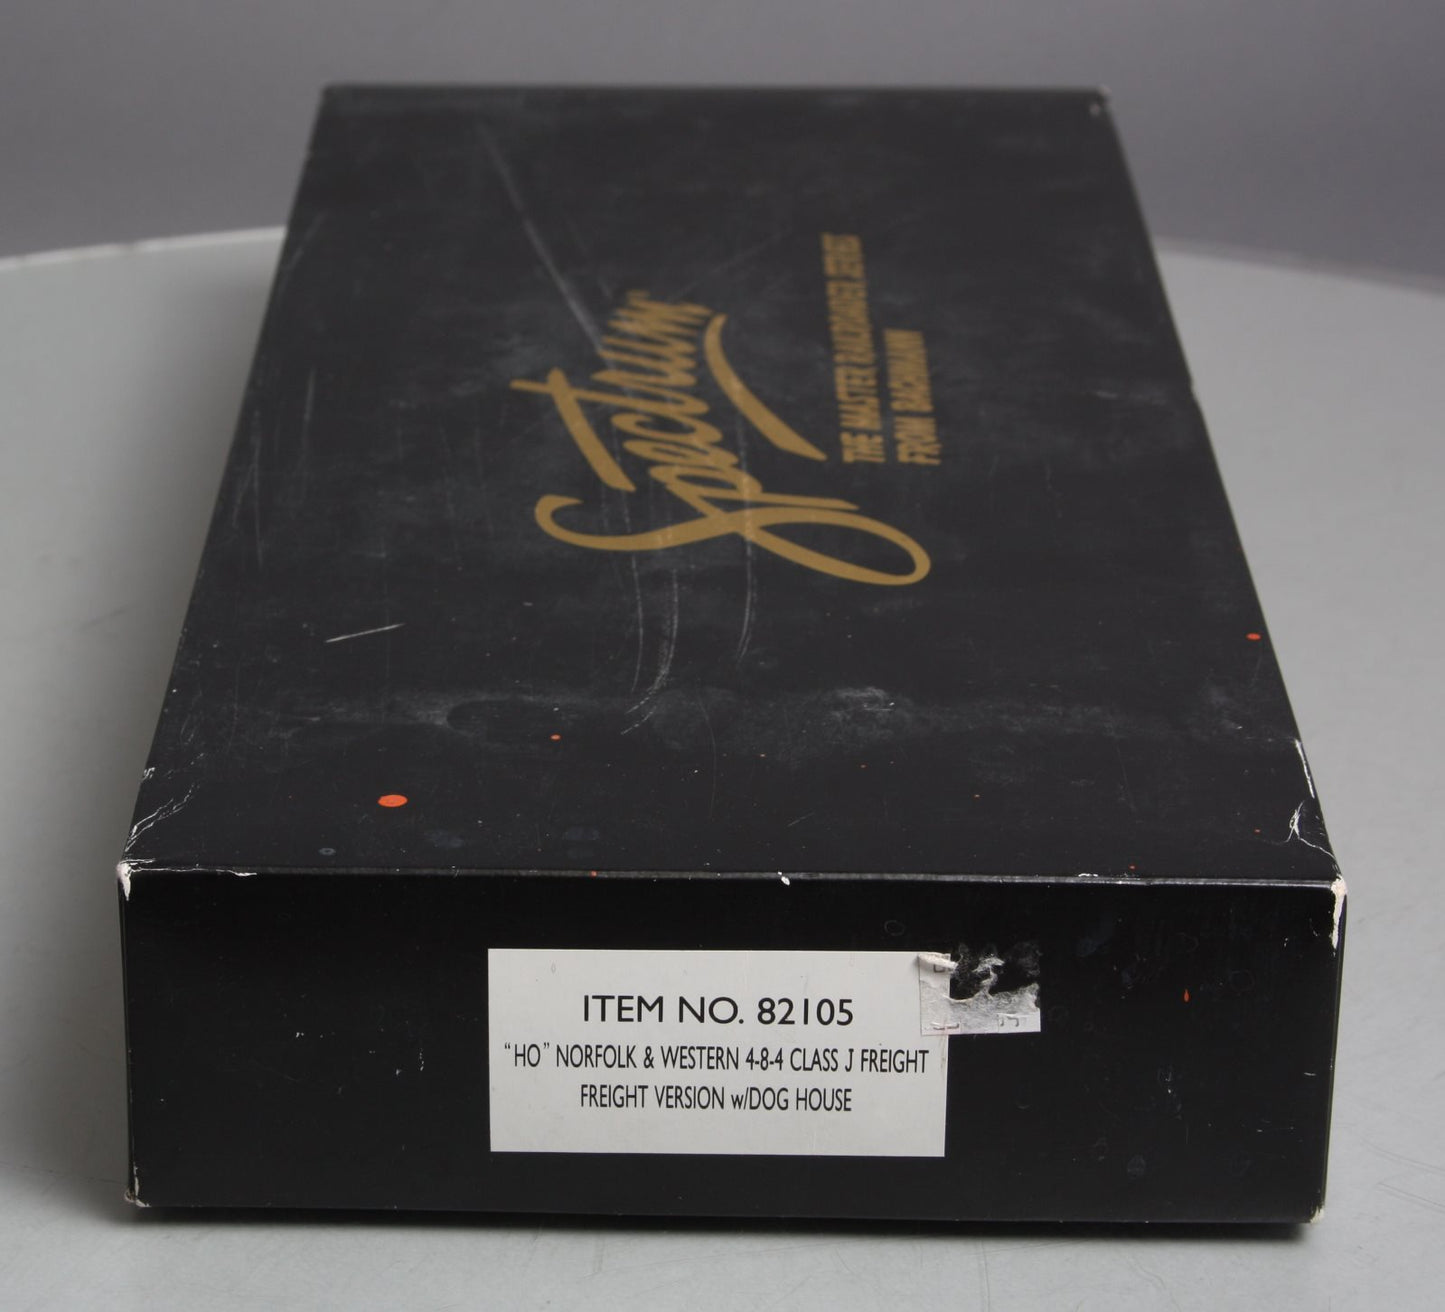 Spectrum
THE MASTER RAILROADER SERIES
FROM BACHMANN
ITEM NO. 82105
"HO" NORFOLK & WESTERN 4-8-4 CLASS J FREIGHT
FREIGHT VERSION w/DOG HOUSE